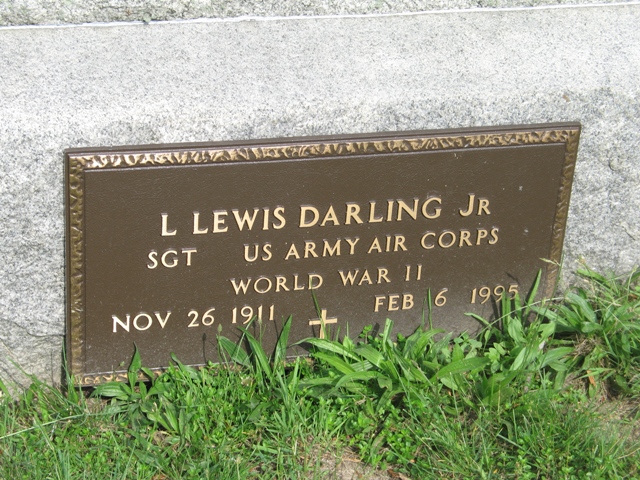 L LEWIS DARLING JR
SGT US ARMY AIR CORPS
WORLD WAR II
NOV 26 1911 FEB 6 1995